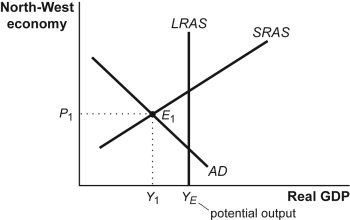 North-West
economy
LRAS
SRAS
P1
E1
AD
Y1
YE
Real GDP
potential output